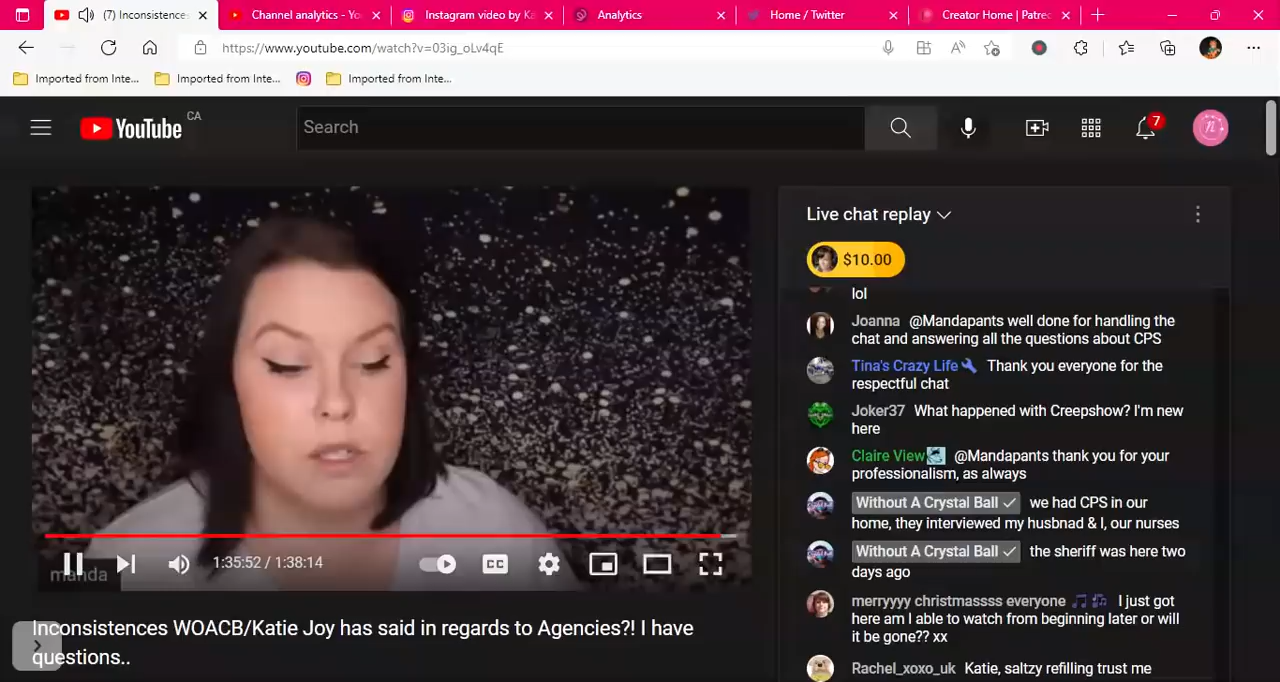 (7) Inconsistences
Channel analytics - Yo
Instagram video by Ka
Analytics
Home / Twitter
Creator Home | Patre
https://www.youtube.com/watch?v=03ig_oLv4qE
Imported from Inte...
Imported from Inte...
Imported from Inte...
YouTube CA
Search
7
Live chat replay
$10.00
lol
Joanna @Mandapants well done for handling the
chat and answering all the questions about CPS
Tina's Crazy Life Thank you everyone for the
respectful chat
Joker37 What happened with Creepshow? I'm new
here
Claire View @Mandapants thank you for your
professionalism, as always
Without A Crystal Ball we had CPS in our
home, they interviewed my husbnad & I, our nurses
Without A Crystal Ball the sheriff was here two
days ago
merryyyy christmassss everyone I just got
here am I able to watch from beginning later or will
it be gone?? xx
Rachel_xoxo_uk Katie, saltzy refilling trust me
1:35:52 / 1:38:14
CC
manda
Inconsistences WOACB/Katie Joy has said in regards to Agencies?! I have
questions..